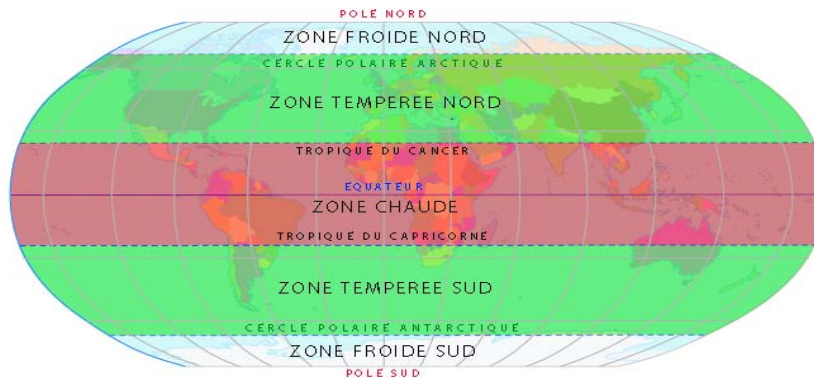 POLE NORD
ZONE FROIDE NORD
CERCLE POLAIRE ARCTIQUE
ZONE TEMPEREE NORD
TROPIQUE DU CANCER
EQUATEUR
ZONE CHAUDE
TROPIQUE DU CAPRICORNE
ZONE TEMPEREE SUD
CERCLE POLAIRE ANTARCTIQUE
ZONE FROIDE SUD
POLE SUD